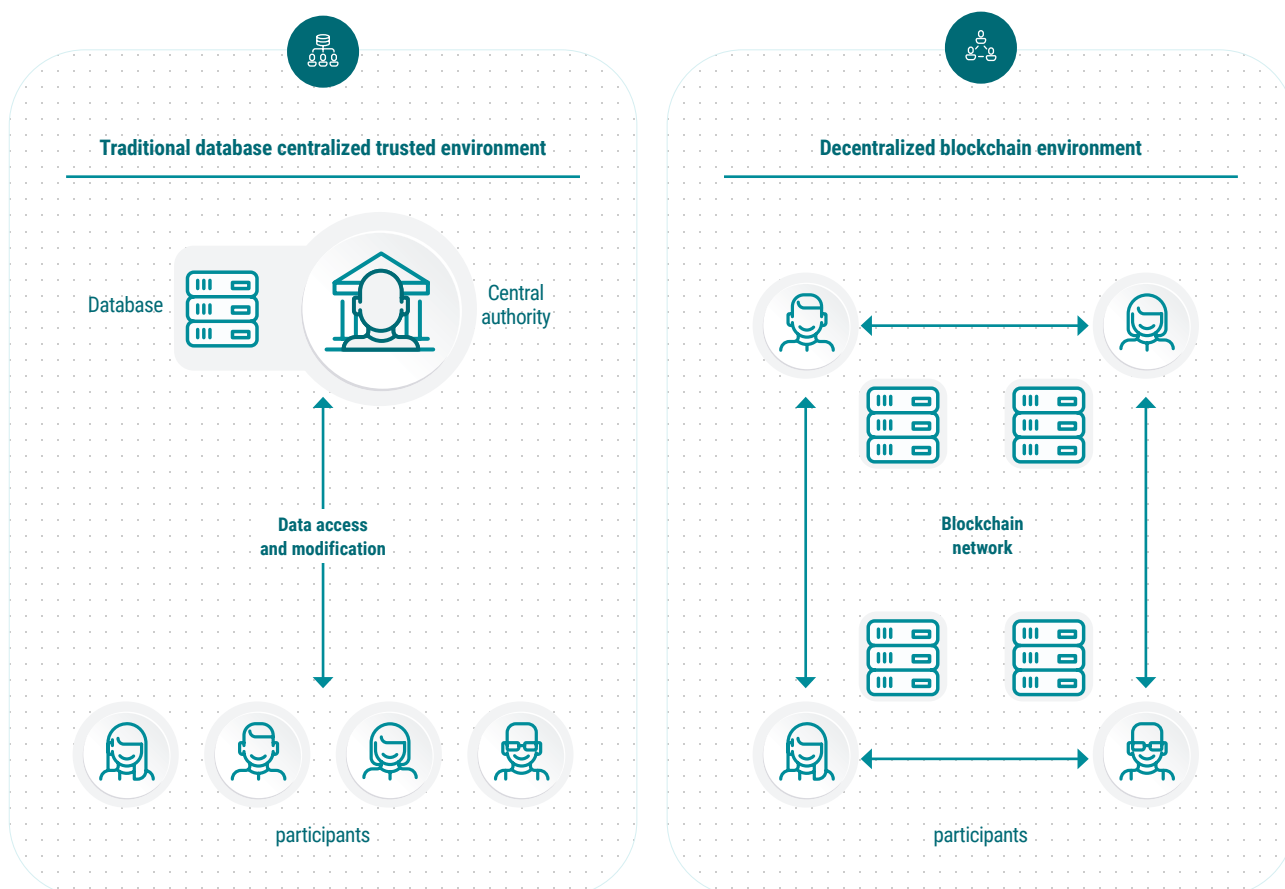 Traditional database centralized trusted environment
Database
Central
authority
Data access
and modification
participants
Decentralized blockchain environment
Blockchain
network
participants